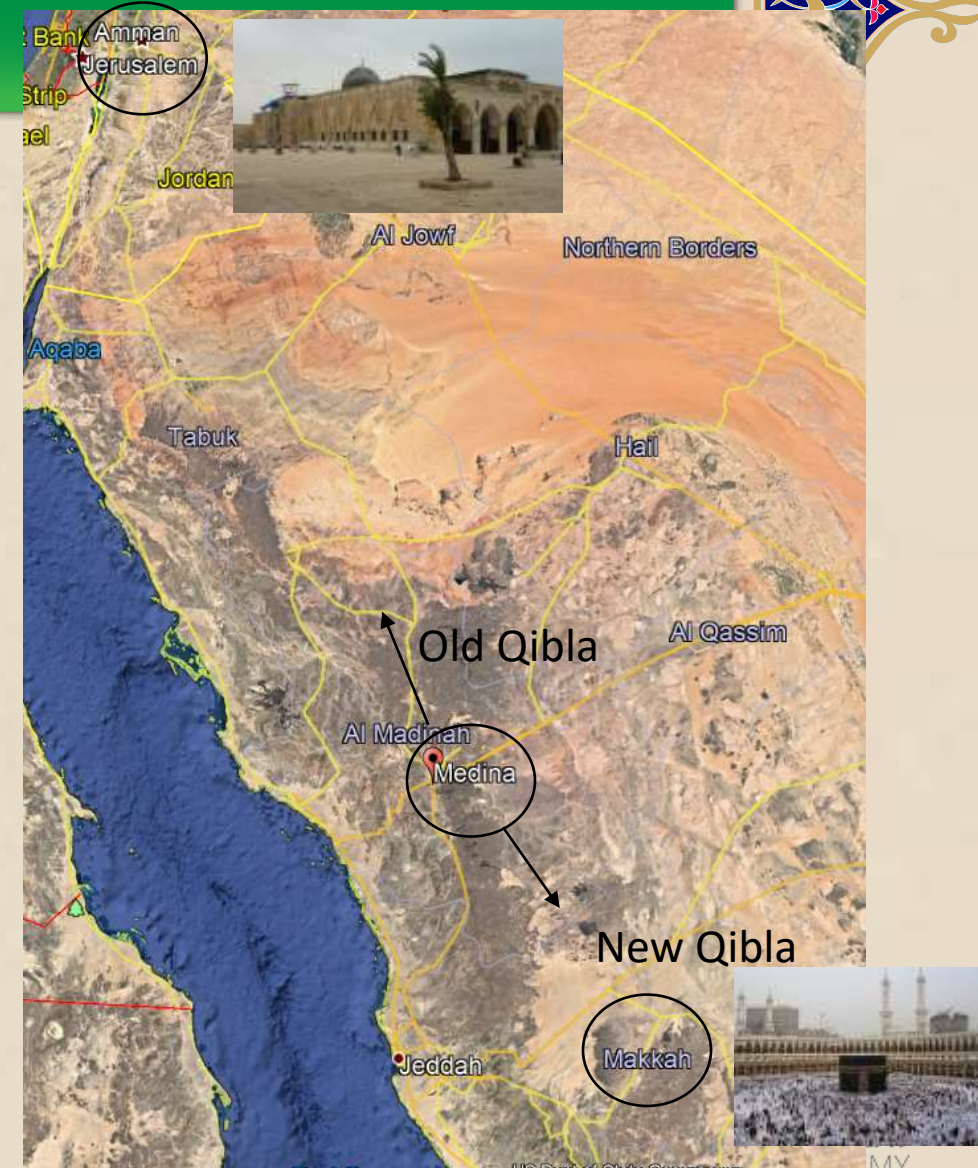 Bank
Amman
Jerusalem
Strip
ael
Jordan
Al Jowf
Northern Borders
Aqaba
Tabuk
Hail
Old Qibla
Al Qassim
Al Madinah
Medina
New Qibla
Jeddah
Makkah
MY